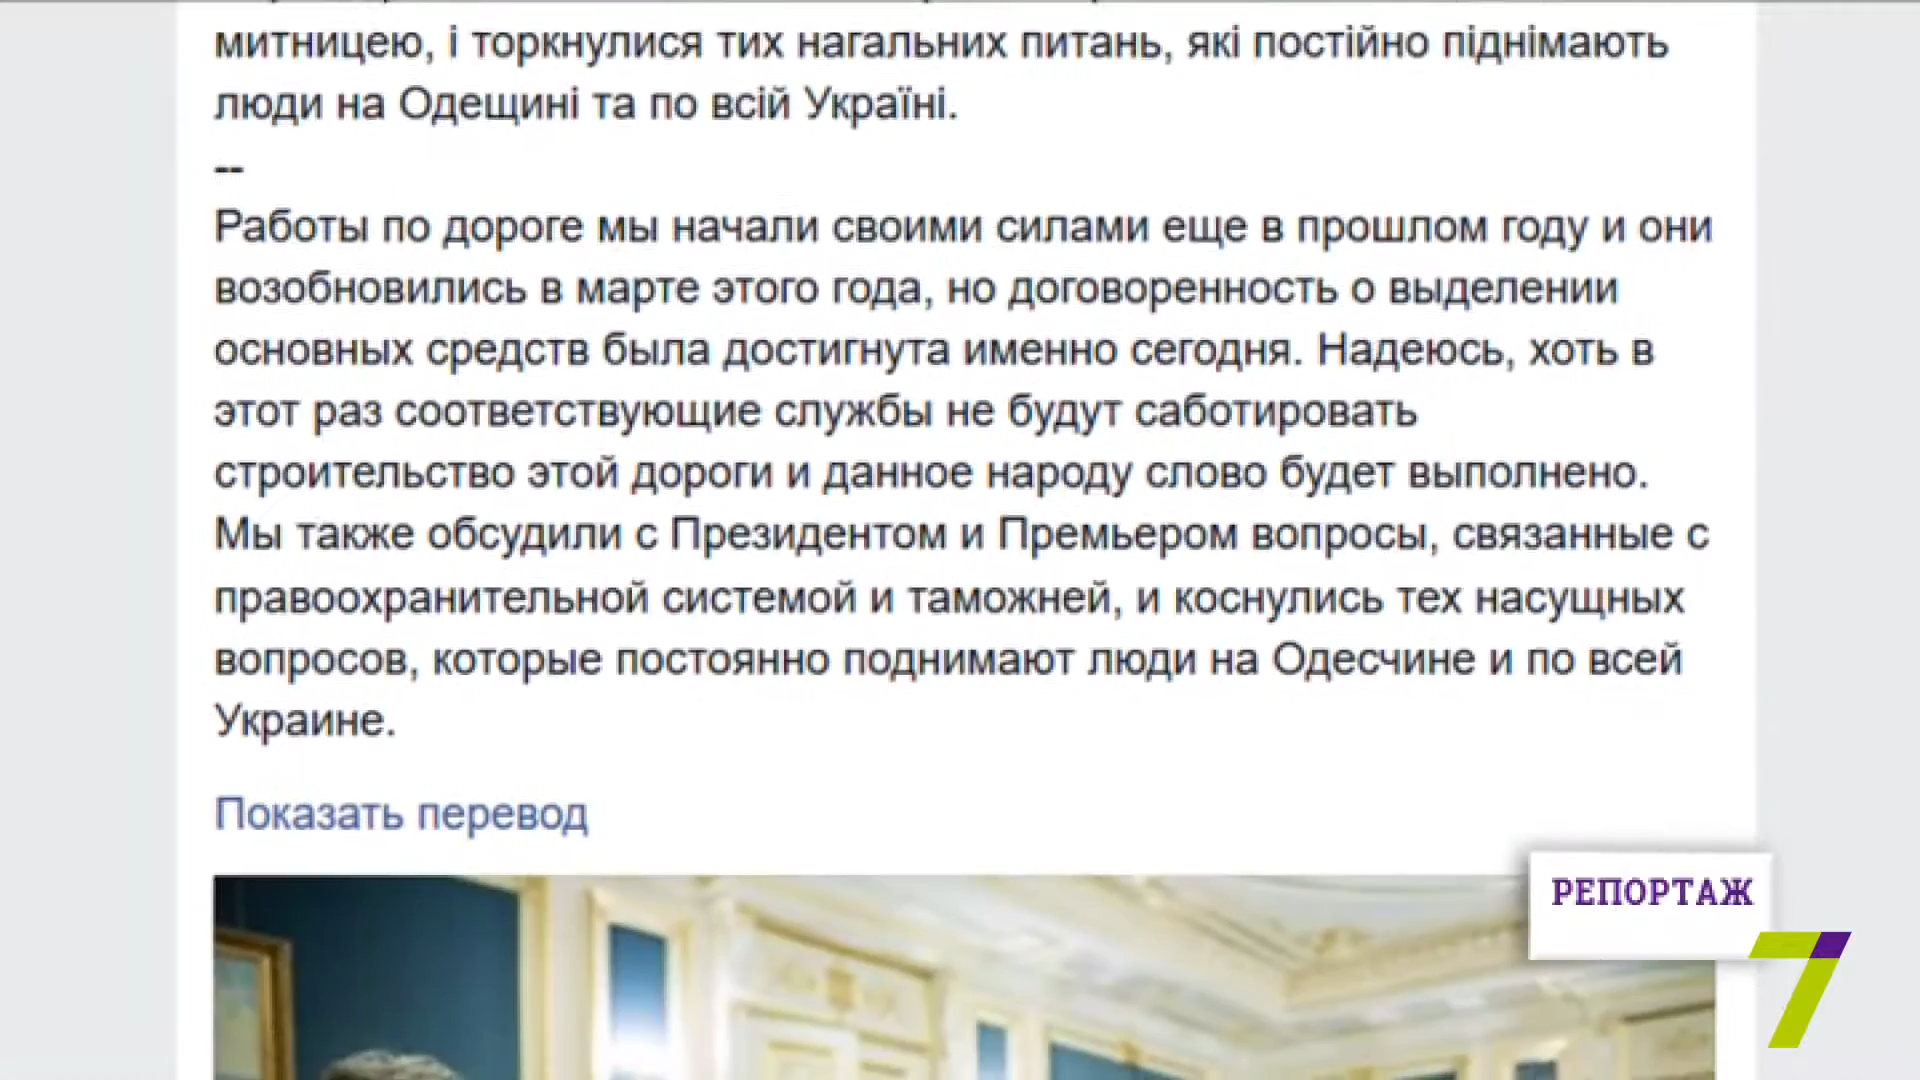 митницею, і торкнулися тих нагальних питань, які постійно піднімають
люди на Одещині та по всій Україні.
--
Работы по дороге мы начали своими силами еще в прошлом году и они
возобновились в марте этого года, но договоренность о выделении
основных средств была достигнута именно сегодня. Надеюсь, хоть в
этот раз соответствующие службы не будут саботировать
строительство этой дороги и данное народу слово будет выполнено.
Мы также обсудили с Президентом и Премьером вопросы, связанные с
правоохранительной системой и таможней, и коснулись тех насущных
вопросов, которые постоянно поднимают люди на Одесчине и по всей
Украине.
Показать перевод
РЕПОРТАЖ
7